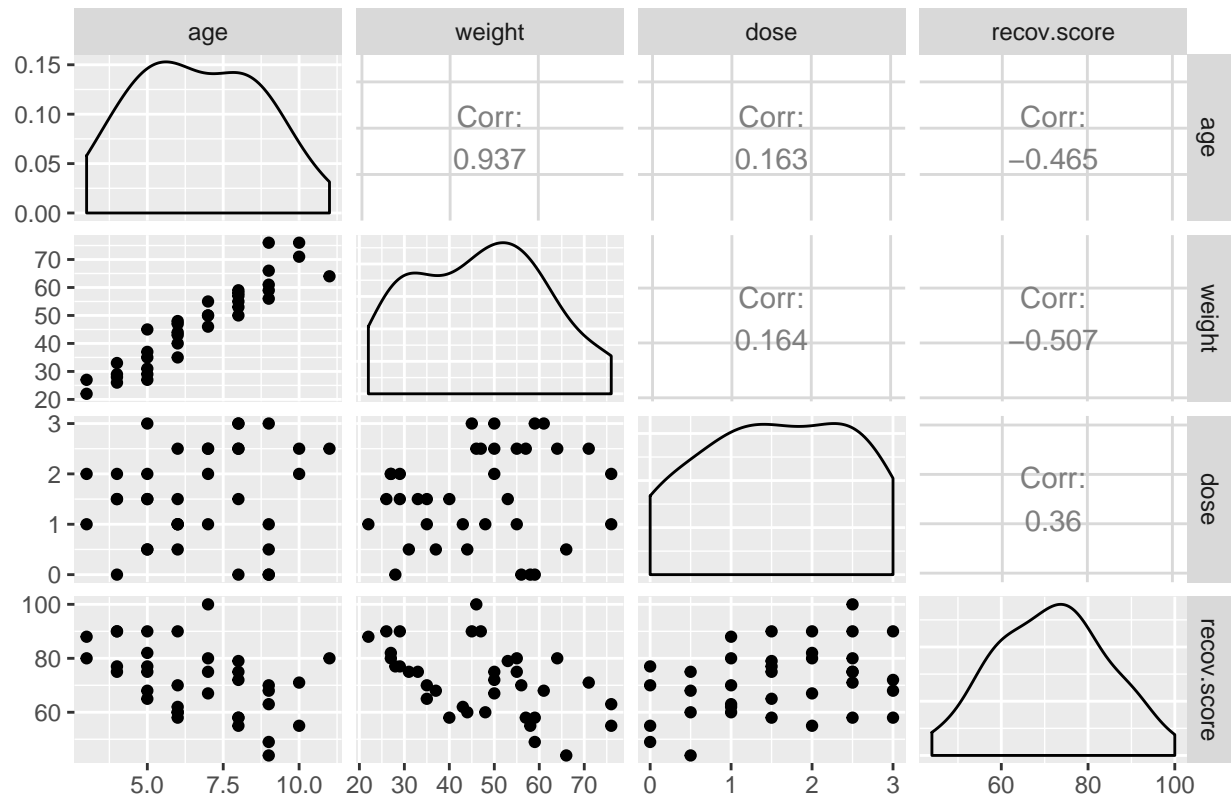 age weight dose recov.score
0.15
0.10
0.05
0.00
Corr:
0.937
Corr:
0.163
Corr:
−0.465
age
70
60
50
40
30
20
Corr:
0.164
Corr:
−0.507
weight
3
2
1
0
Corr:
0.36
dose
100
80
60
recov.score
5.0 7.5 10.0 20 30 40 50 60 70 0 1 2 3 60 80 100